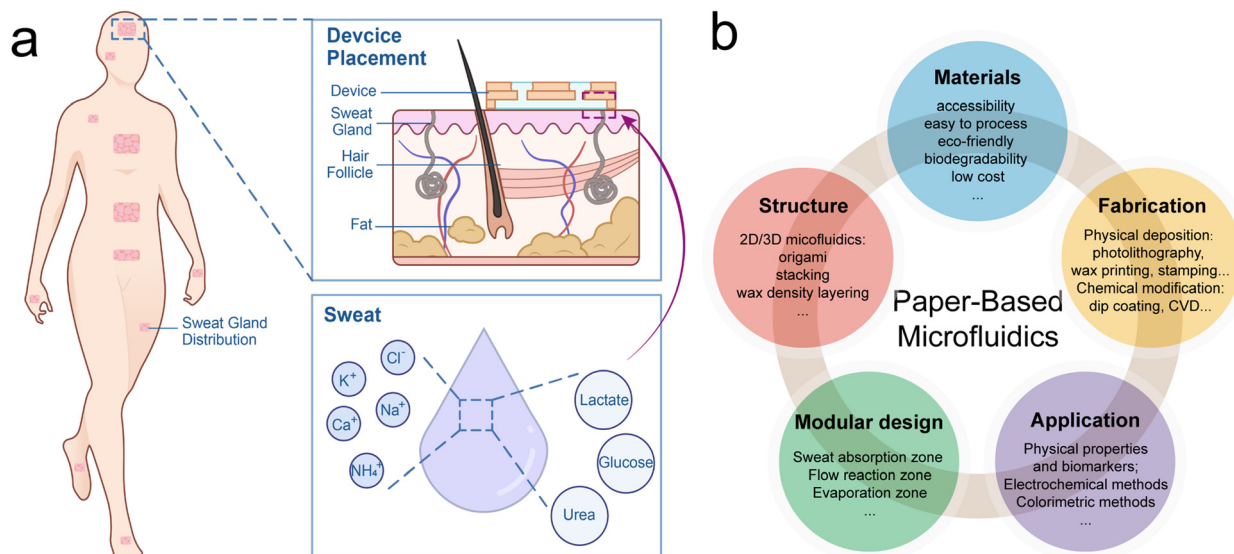 a
Devcice
Placement
Device
Sweat
Gland
Hair
Follicle
Fat
Sweat Gland
Distribution
Sweat
Cl⁻
K⁺
Na⁺
Ca⁺
NH₄⁺
Lactate
Glucose
Urea
b
Materials
accessibility
easy to process
eco-friendly
biodegradability
low cost
...
Structure
2D/3D micofluidics:
origami
stacking
wax density layering
...
Fabrication
Physical deposition:
photolithography,
wax printing, stamping...
Chemical modification:
dip coating, CVD...
Paper-Based
Microfluidics
Modular design
Sweat absorption zone
Flow reaction zone
Evaporation zone
...
Application
Physical properties
and biomarkers;
Electrochemical methods
Colorimetric methods
...